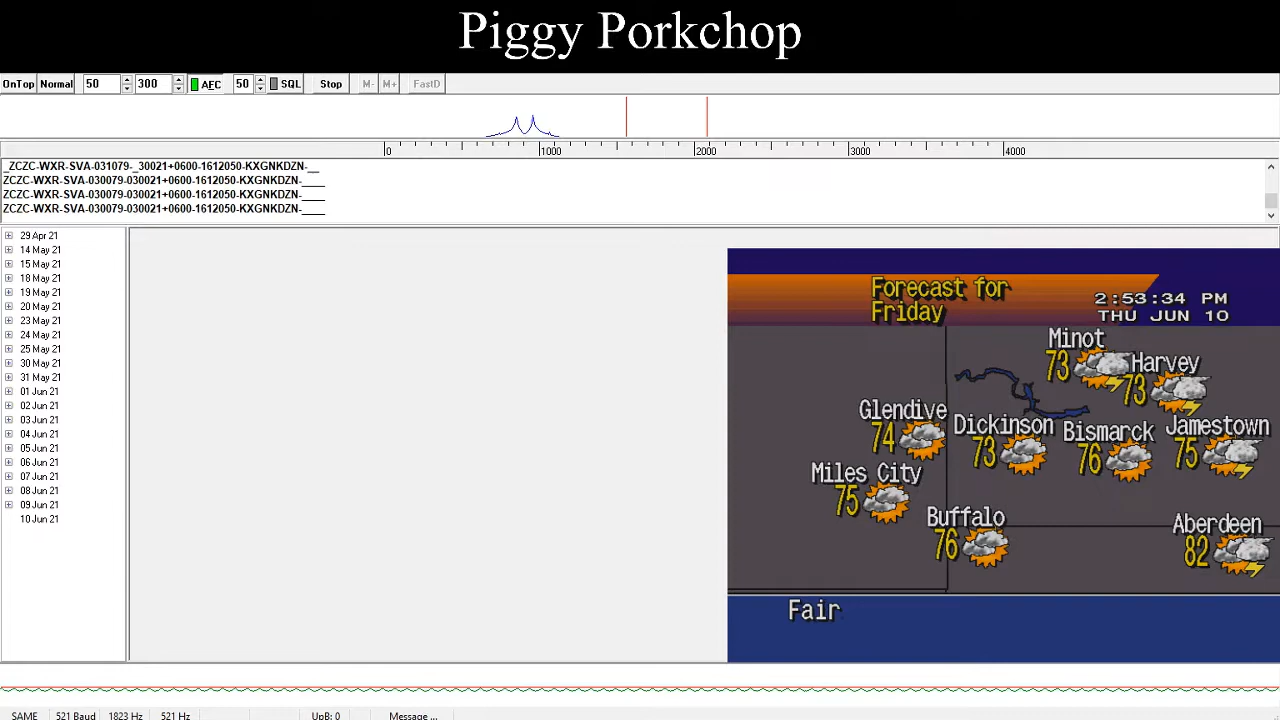 Piggy Porkchop
OnTop Normal 50 300 AFC 50 SQL Stop M- M+ FastD
0 1000 2000 3000 4000
_ZCZC-WXR-SVA-031079-_30021+0600-1612050-KXGNKDZN-__
ZCZC-WXR-SVA-030079-030021+0600-1612050-KXGNKDZN-____
ZCZC-WXR-SVA-030079-030021+0600-1612050-KXGNKDZN-____
ZCZC-WXR-SVA-030079-030021+0600-1612050-KXGNKDZN-____
29 Apr 21
14 May 21
15 May 21
18 May 21
19 May 21
20 May 21
23 May 21
24 May 21
25 May 21
30 May 21
31 May 21
01 Jun 21
02 Jun 21
03 Jun 21
04 Jun 21
05 Jun 21
06 Jun 21
07 Jun 21
08 Jun 21
09 Jun 21
10 Jun 21
Forecast for
Friday
2:53:34 PM
THU JUN 10
Minot
73
Harvey
73
Glendive
74
Dickinson
73
Bismarck
76
Jamestown
75
Miles City
75
Buffalo
76
Aberdeen
82
Fair
SAME 521 Baud 1823 Hz 521 Hz UpB: 0 Message ...